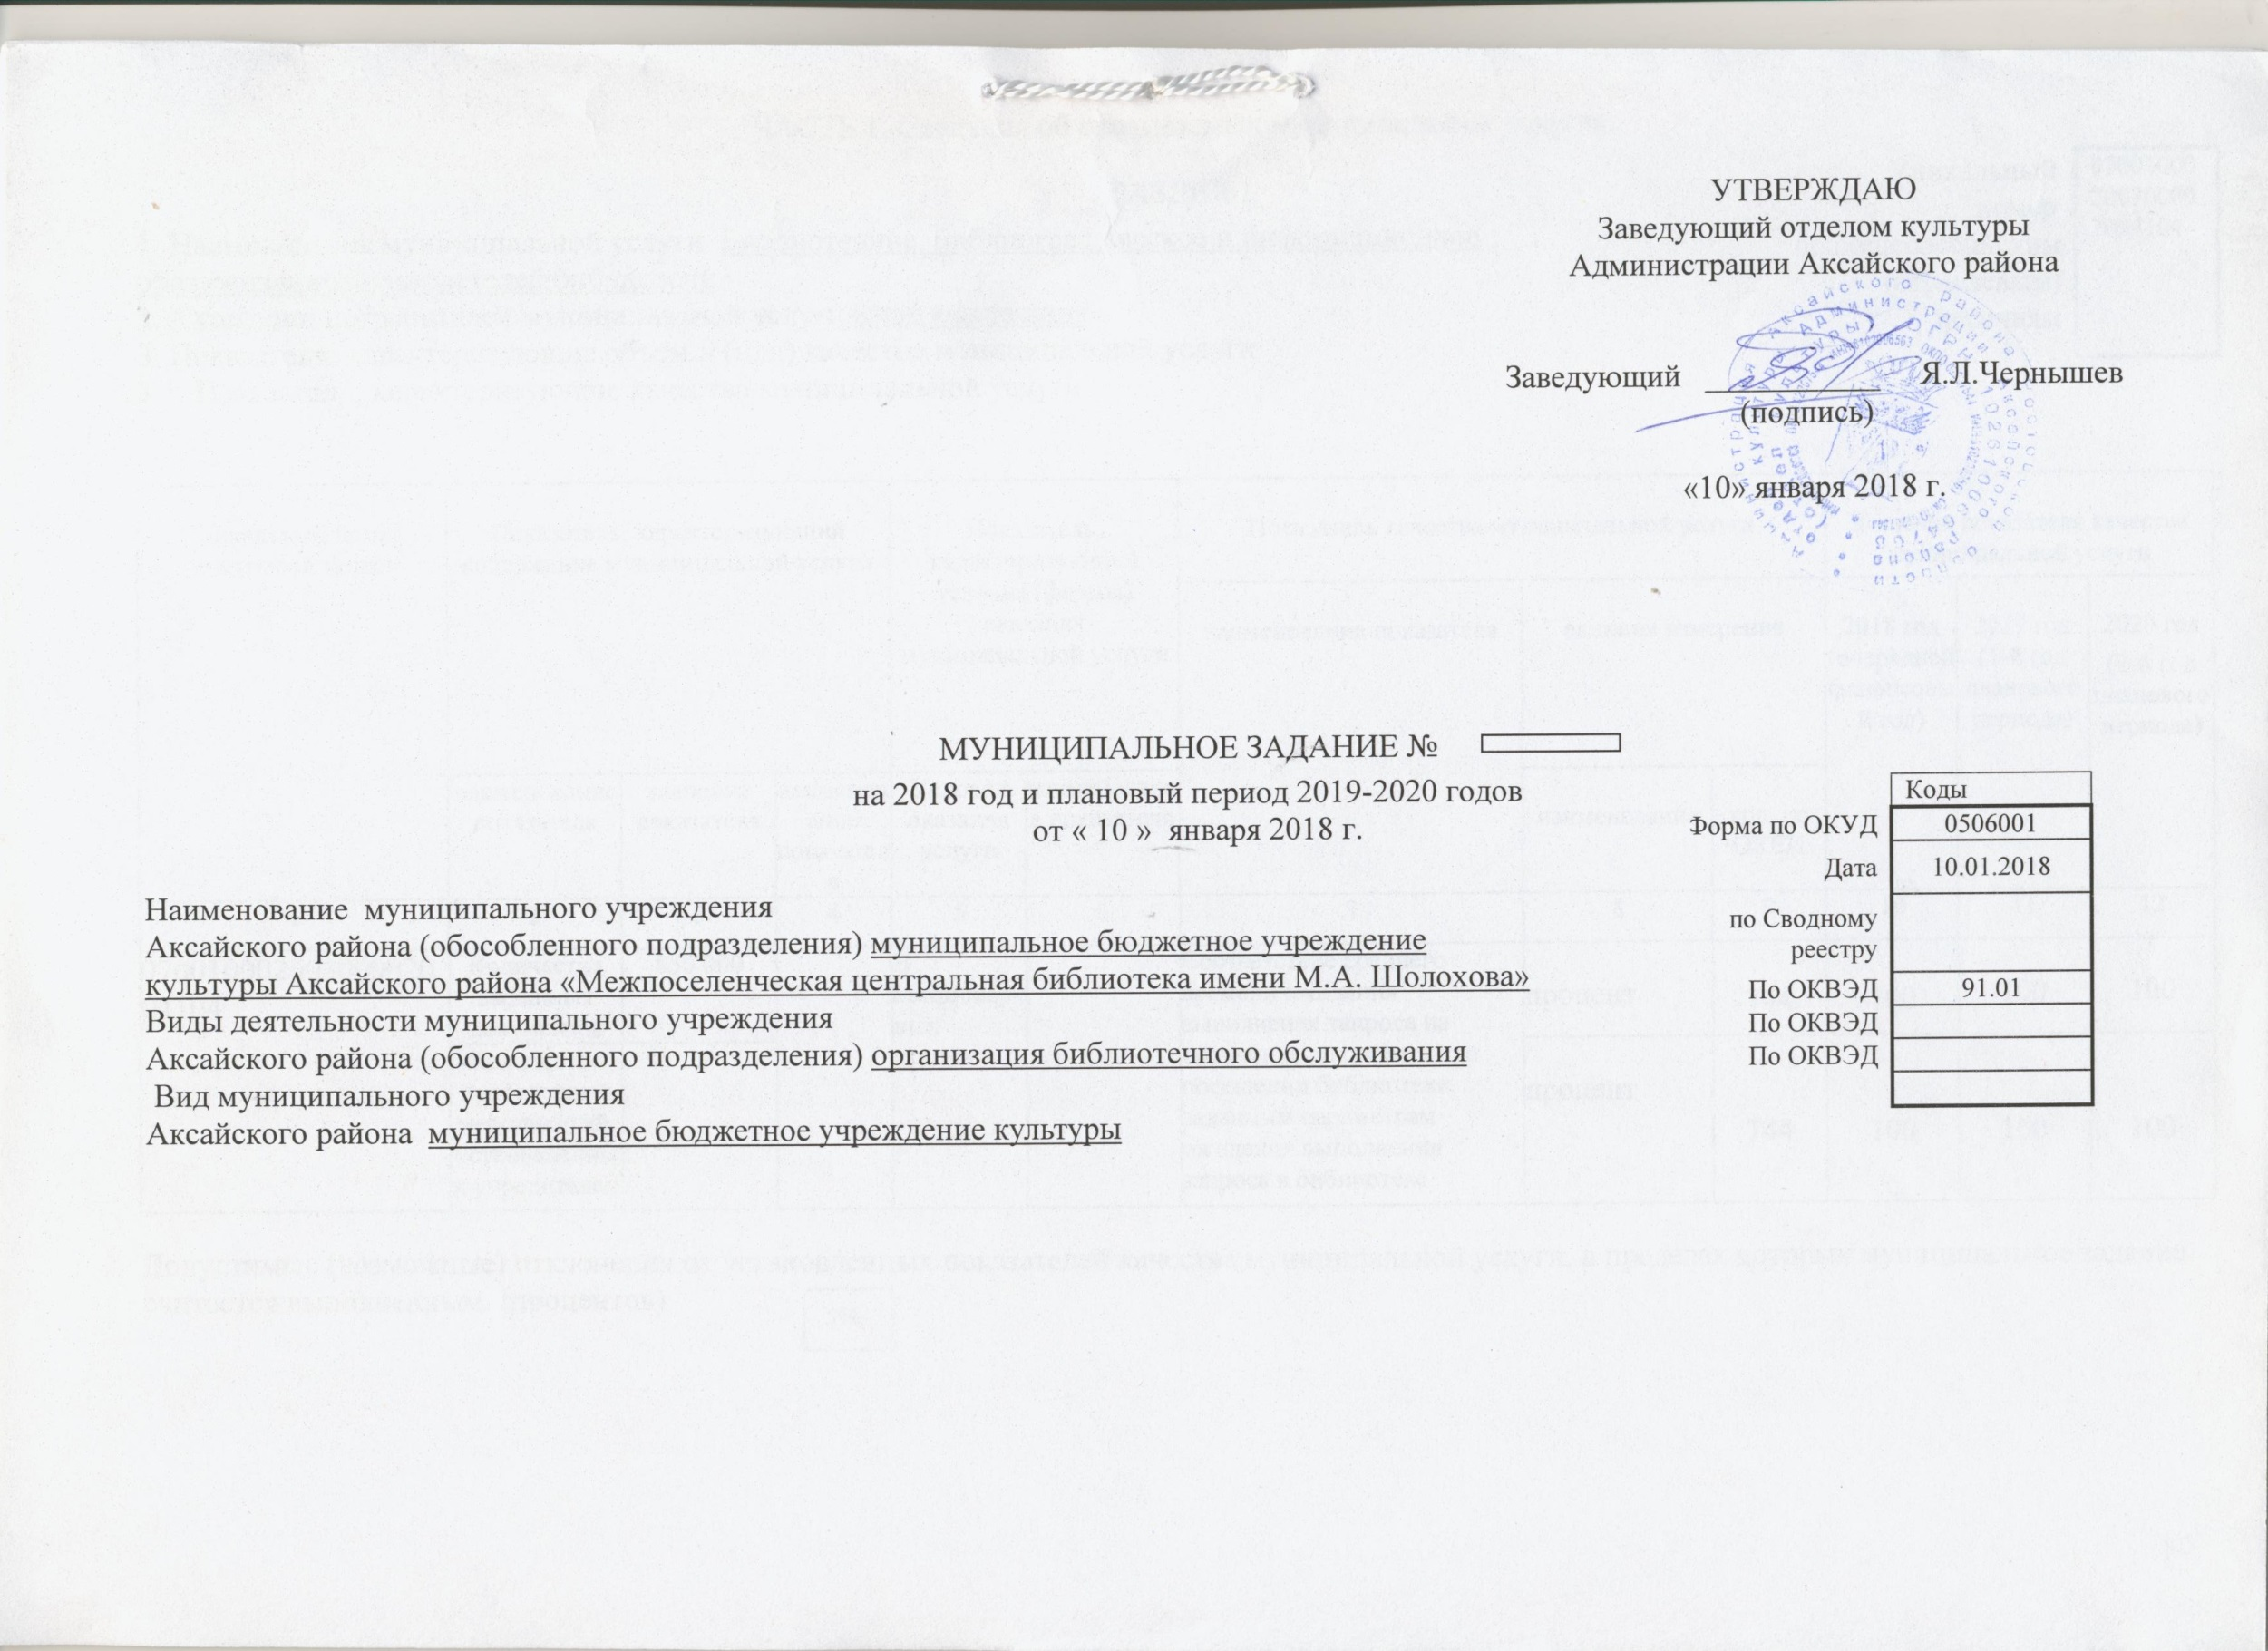 УТВЕРЖДАЮ
Заведующий отделом культуры
Администрации Аксайского района
Заведующий Я.Л.Чернышев
(подпись)
«10» января 2018 г.
МУНИЦИПАЛЬНОЕ ЗАДАНИЕ №
на 2018 год и плановый период 2019-2020 годов
от « 10 » января 2018 г.
Коды
Форма по ОКУД 0506001
Дата 10.01.2018
по Сводному
реестру
По ОКВЭД 91.01
По ОКВЭД
По ОКВЭД
Наименование муниципального учреждения
Аксайского района (обособленного подразделения) муниципальное бюджетное учреждение
культуры Аксайского района «Межпоселенческая центральная библиотека имени М.А. Шолохова»
Виды деятельности муниципального учреждения
Аксайского района (обособленного подразделения) организация библиотечного обслуживания
Вид муниципального учреждения
Аксайского района муниципальное бюджетное учреждение культуры